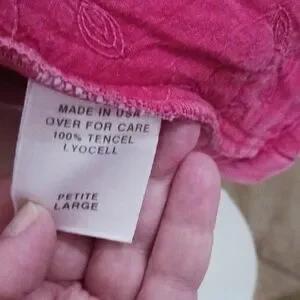 MADE IN USA
OVER FOR CARE
100% TENCEL
LYOCELL
PETITE
LARGE